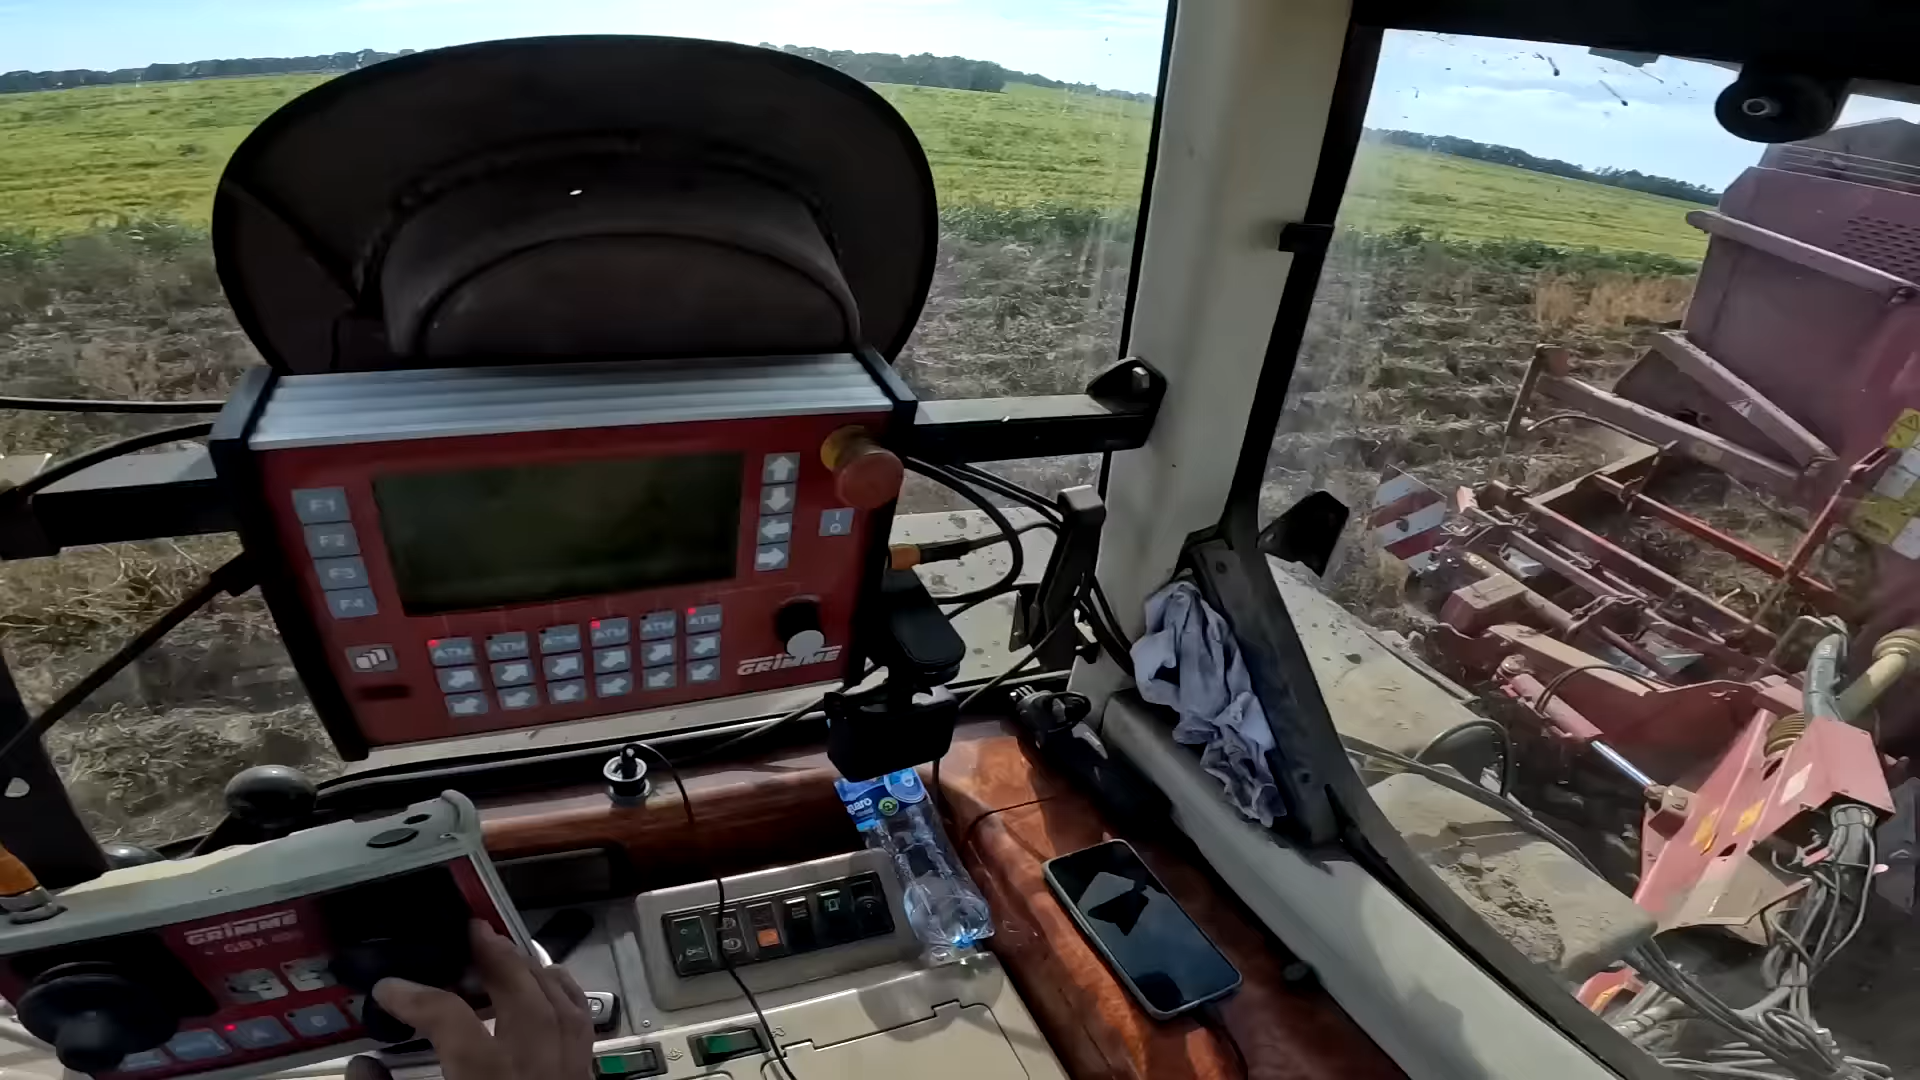 F1
F2
F3
F4
I
O
ATM ATM ATM ATM ATM ATM
GRIMME
GRIMME
GBX
A
B